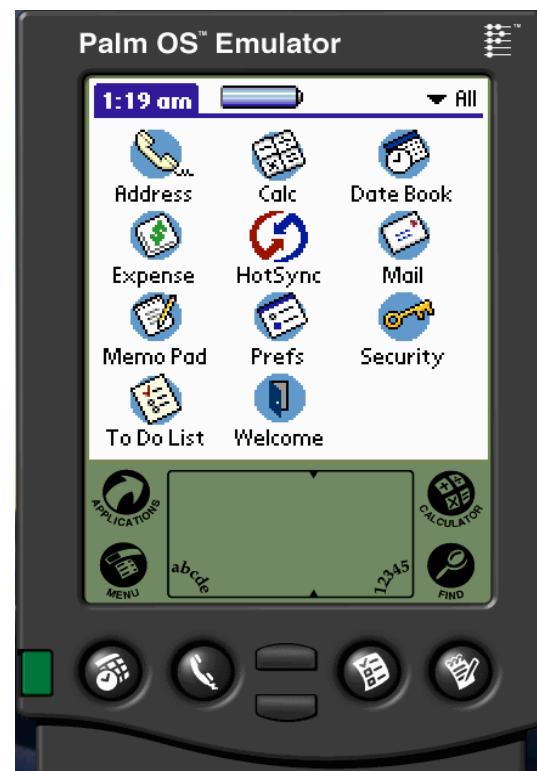 Palm OS™ Emulator ™
1:19 am All
Address Calc Date Book
Expense HotSync Mail
Memo Pad Prefs Security
To Do List Welcome
APPLICATIONS CALCULATOR
abcde 12345
MENU FIND